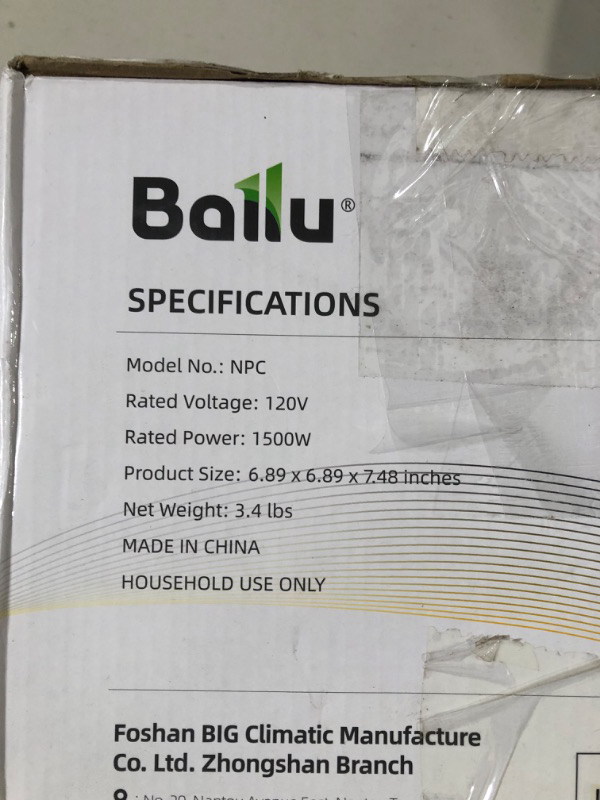 Ballu®
SPECIFICATIONS
Model No.: NPC
Rated Voltage: 120V
Rated Power: 1500W
Product Size: 6.89 x 6.89 x 7.48 inches
Net Weight: 3.4 lbs
MADE IN CHINA
HOUSEHOLD USE ONLY
Foshan BIG Climatic Manufacture
Co. Ltd. Zhongshan Branch